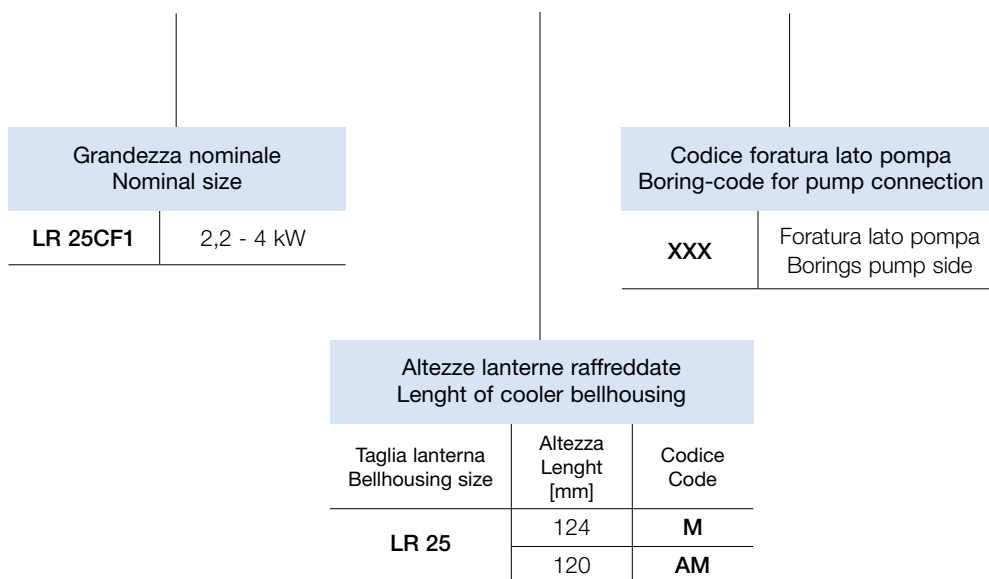 Grandezza nominale
Nominal size
LR 25CF1 2,2 - 4 kW
Codice foratura lato pompa
Boring-code for pump connection
XXX Foratura lato pompa
Borings pump side
Altezze lanterne raffreddate
Lenght of cooler bellhousing
Taglia lanterna
Bellhousing size
Altezza
Lenght
[mm]
Codice
Code
LR 25
124 M
120 AM